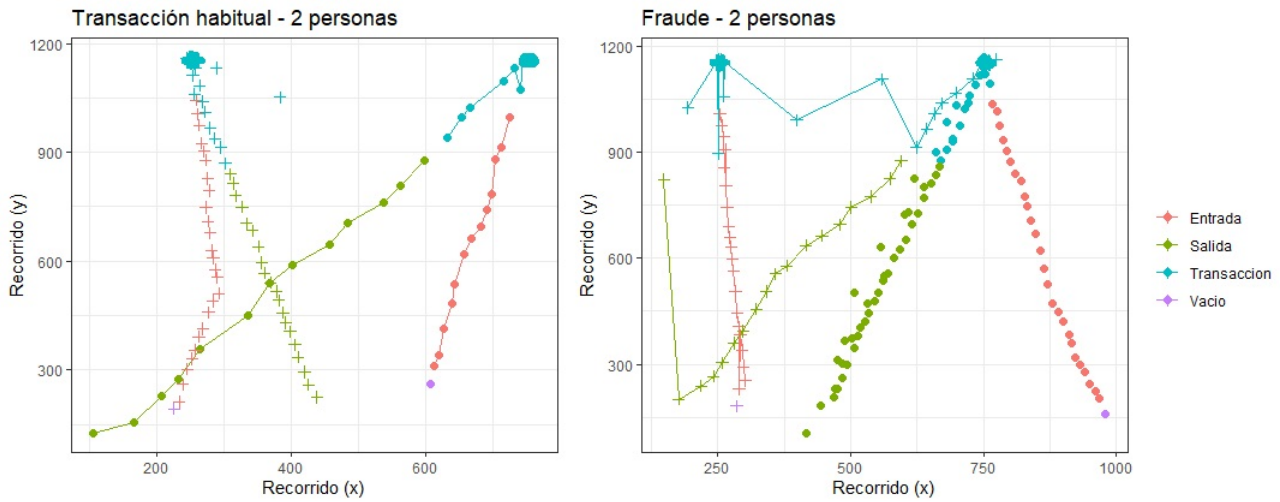 Transacción habitual - 2 personas
1200
900
600
300
200
400
600
Recorrido (x)
Recorrido (y)
Fraude - 2 personas
1200
900
600
300
250
500
750
1000
Recorrido (x)
Recorrido (y)
Entrada
Salida
Transaccion
Vacio